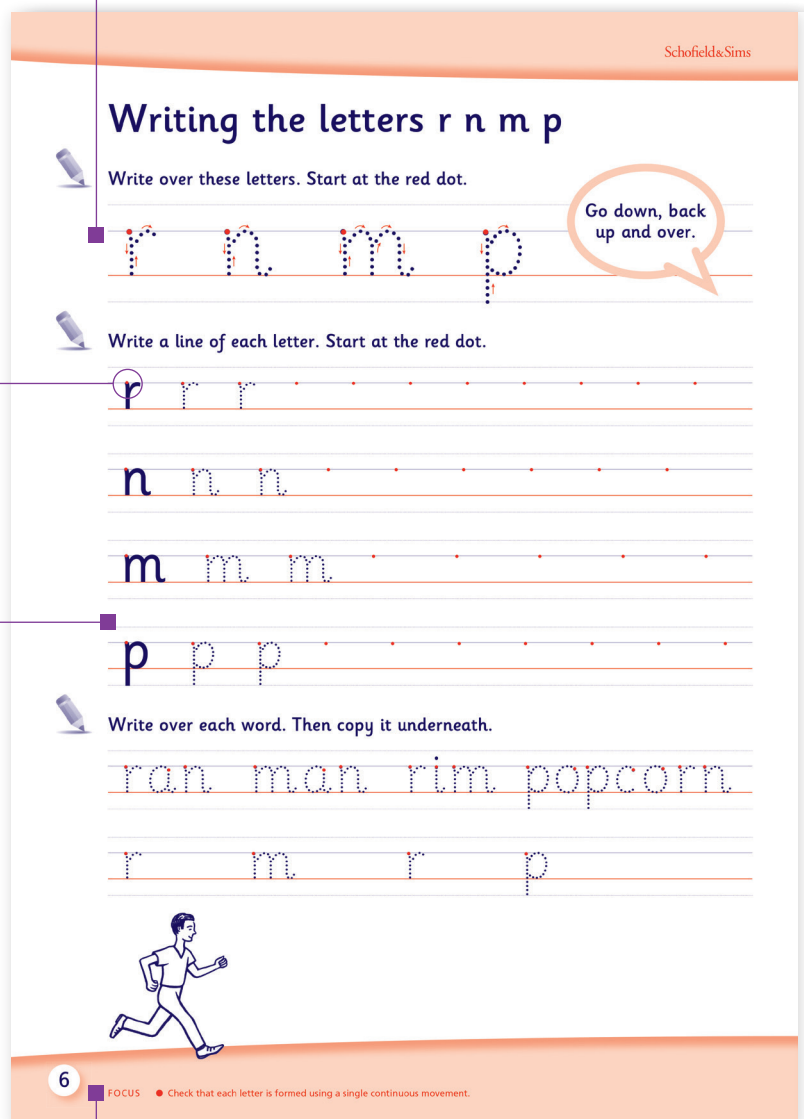 Schofield&Sims
Writing the letters r n m p
Write over these letters. Start at the red dot.
Go down, back
up and over.
r n m p
Write a line of each letter. Start at the red dot.
r r r
n n n
m m m
p p p
Write over each word. Then copy it underneath.
ran man rim popcorn
r m r p
6
FOCUS ● Check that each letter is formed using a single continuous movement.